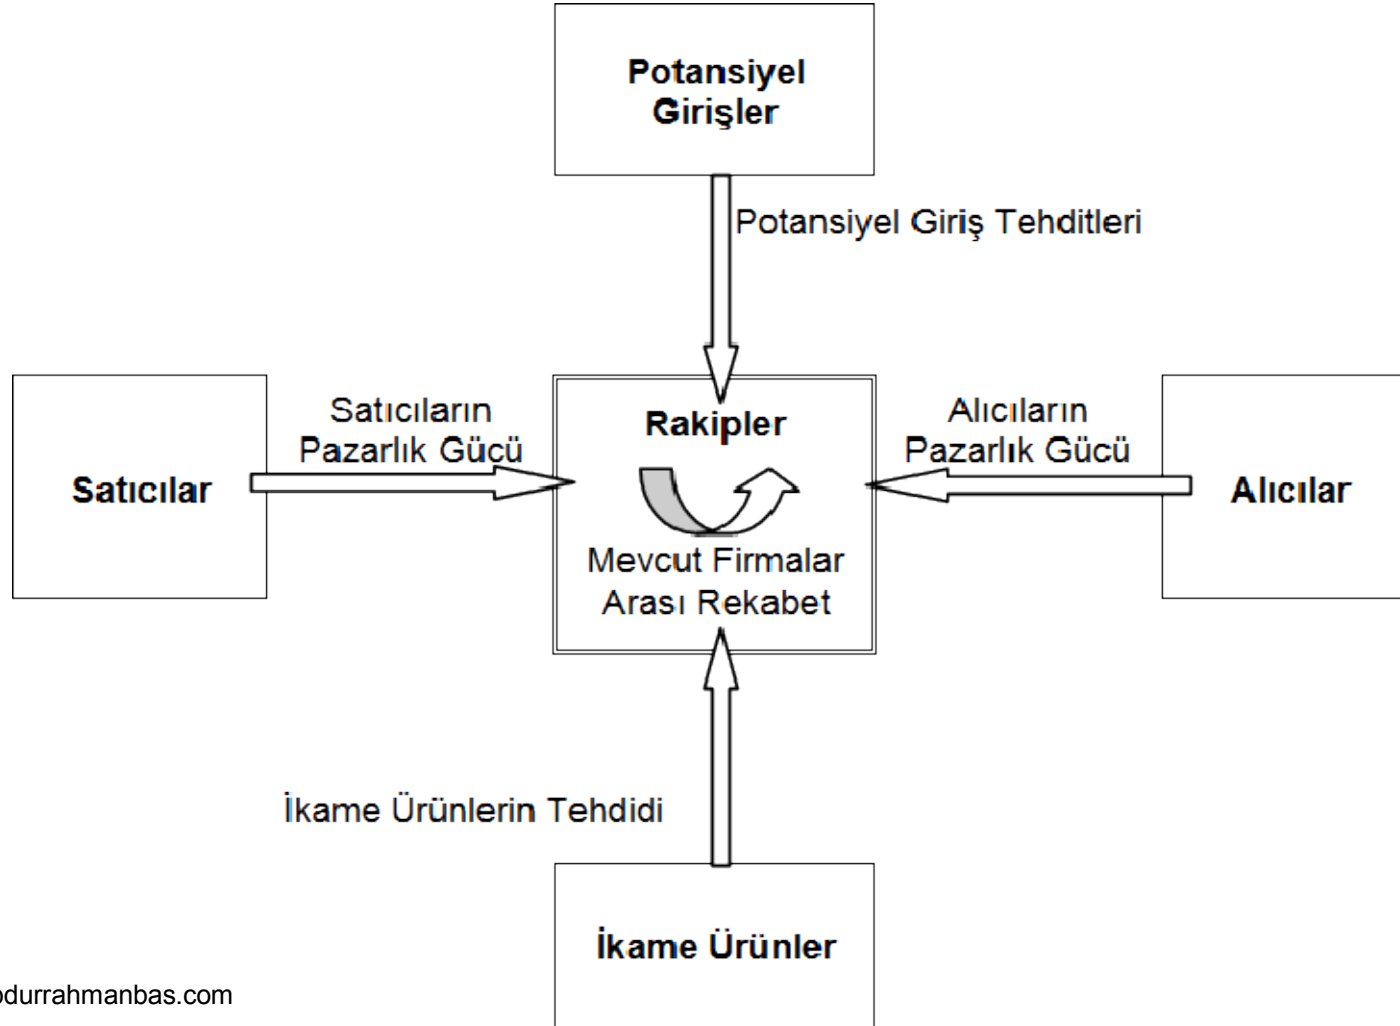 Potansiyel
Girişler
Potansiyel Giriş Tehditleri
Satıcılar
Satıcıların
Pazarlık Gücü
Rakipler
Mevcut Firmalar
Arası Rekabet
Alıcıların
Pazarlık Gücü
Alıcılar
İkame Ürünlerin Tehdidi
İkame Ürünler
odurrahmanbas.com